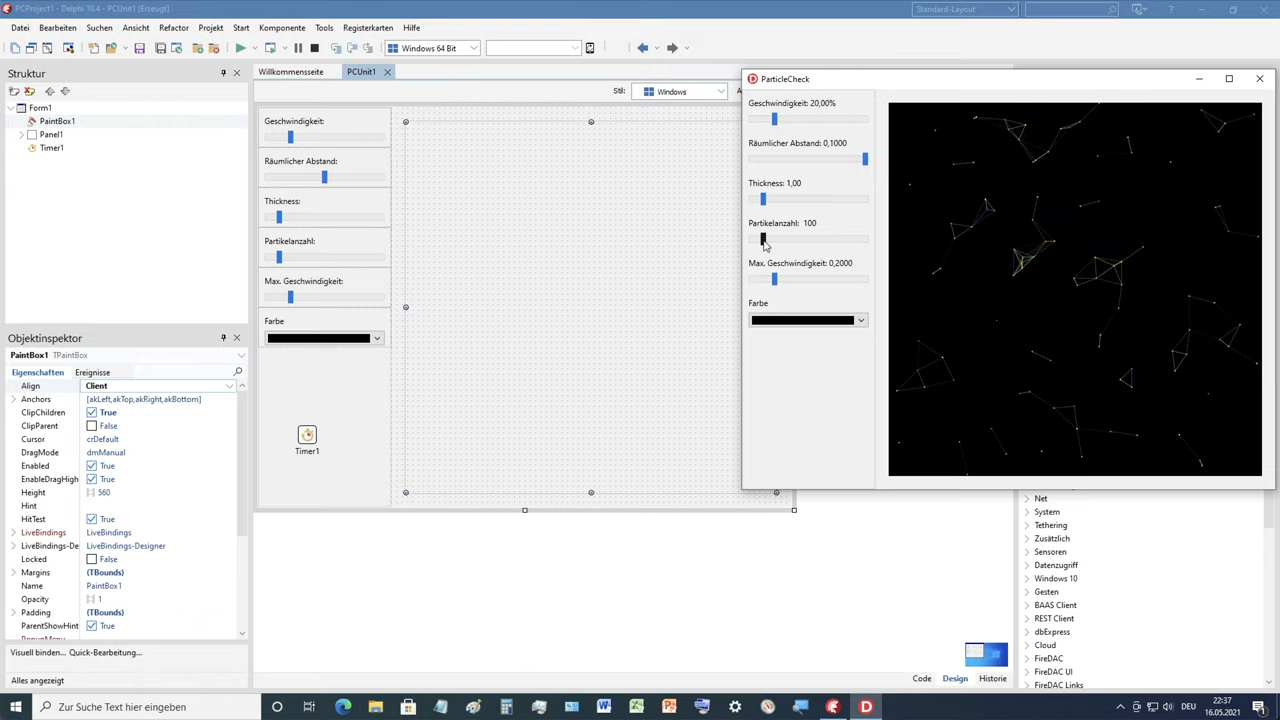 PCProject1 - Delphi 10.4 - PCUnit1 [Erzeugt]
Standard-Layout
Datei Bearbeiten Suchen Ansicht Refactor Projekt Start Komponente Tools Registerkarten Hilfe
Windows 64 Bit
Struktur
Form1
PaintBox1
Panel1
Timer1
Objektinspektor
PaintBox1 TPaintBox
Eigenschaften Ereignisse
Align Client
Anchors [akLeft,akTop,akRight,akBottom]
ClipChildren True
ClipParent False
Cursor crDefault
DragMode dmManual
Enabled True
EnableDragHigh True
Height 560
Hint
HitTest True
LiveBindings LiveBindings
LiveBindings-De LiveBindings-Designer
Locked False
Margins (TBounds)
Name PaintBox1
Opacity 1
Padding (TBounds)
ParentShowHint True
PopupMenu
Visuell binden... Quick-Bearbeitung...
Alles angezeigt
Willkommensseite PCUnit1
Stil: Windows A
Geschwindigkeit:
Räumlicher Abstand:
Thickness:
Partikelanzahl:
Max. Geschwindigkeit:
Farbe
Timer1
ParticleCheck
Geschwindigkeit: 20,00%
Räumlicher Abstand: 0,1000
Thickness: 1,00
Partikelanzahl: 100
Max. Geschwindigkeit: 0,2000
Farbe
Net
System
Tethering
Zusätzlich
Sensoren
Datenzugriff
Windows 10
Gesten
BAAS Client
REST Client
dbExpress
Cloud
FireDAC
FireDAC UI
FireDAC Links
Code Design Historie
Zur Suche Text hier eingeben
DEU
22:37
16.05.2021